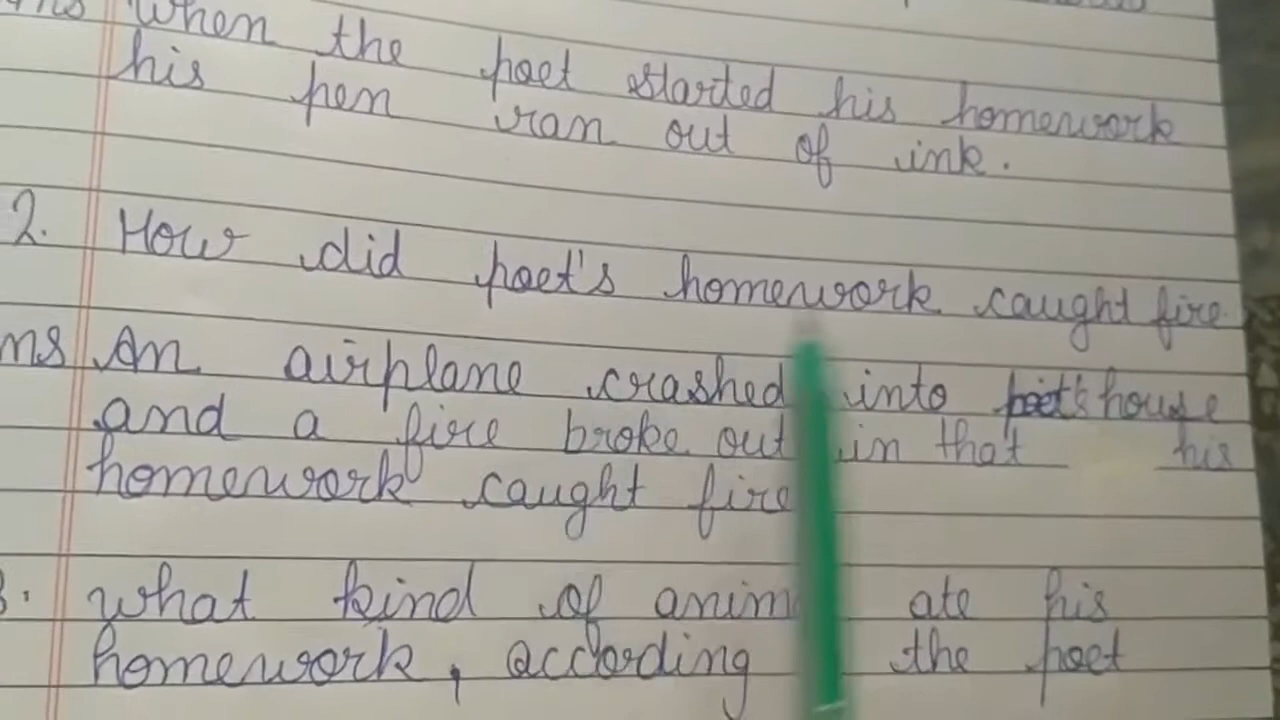 ns When the poet started his homework
his pen ran out of ink.
2. How did poet's homework caught fire
ns An airplane crashed into poet's house
and a fire broke out in that his
homework caught fire
3. what kind of anim ate his
homework, according the poet